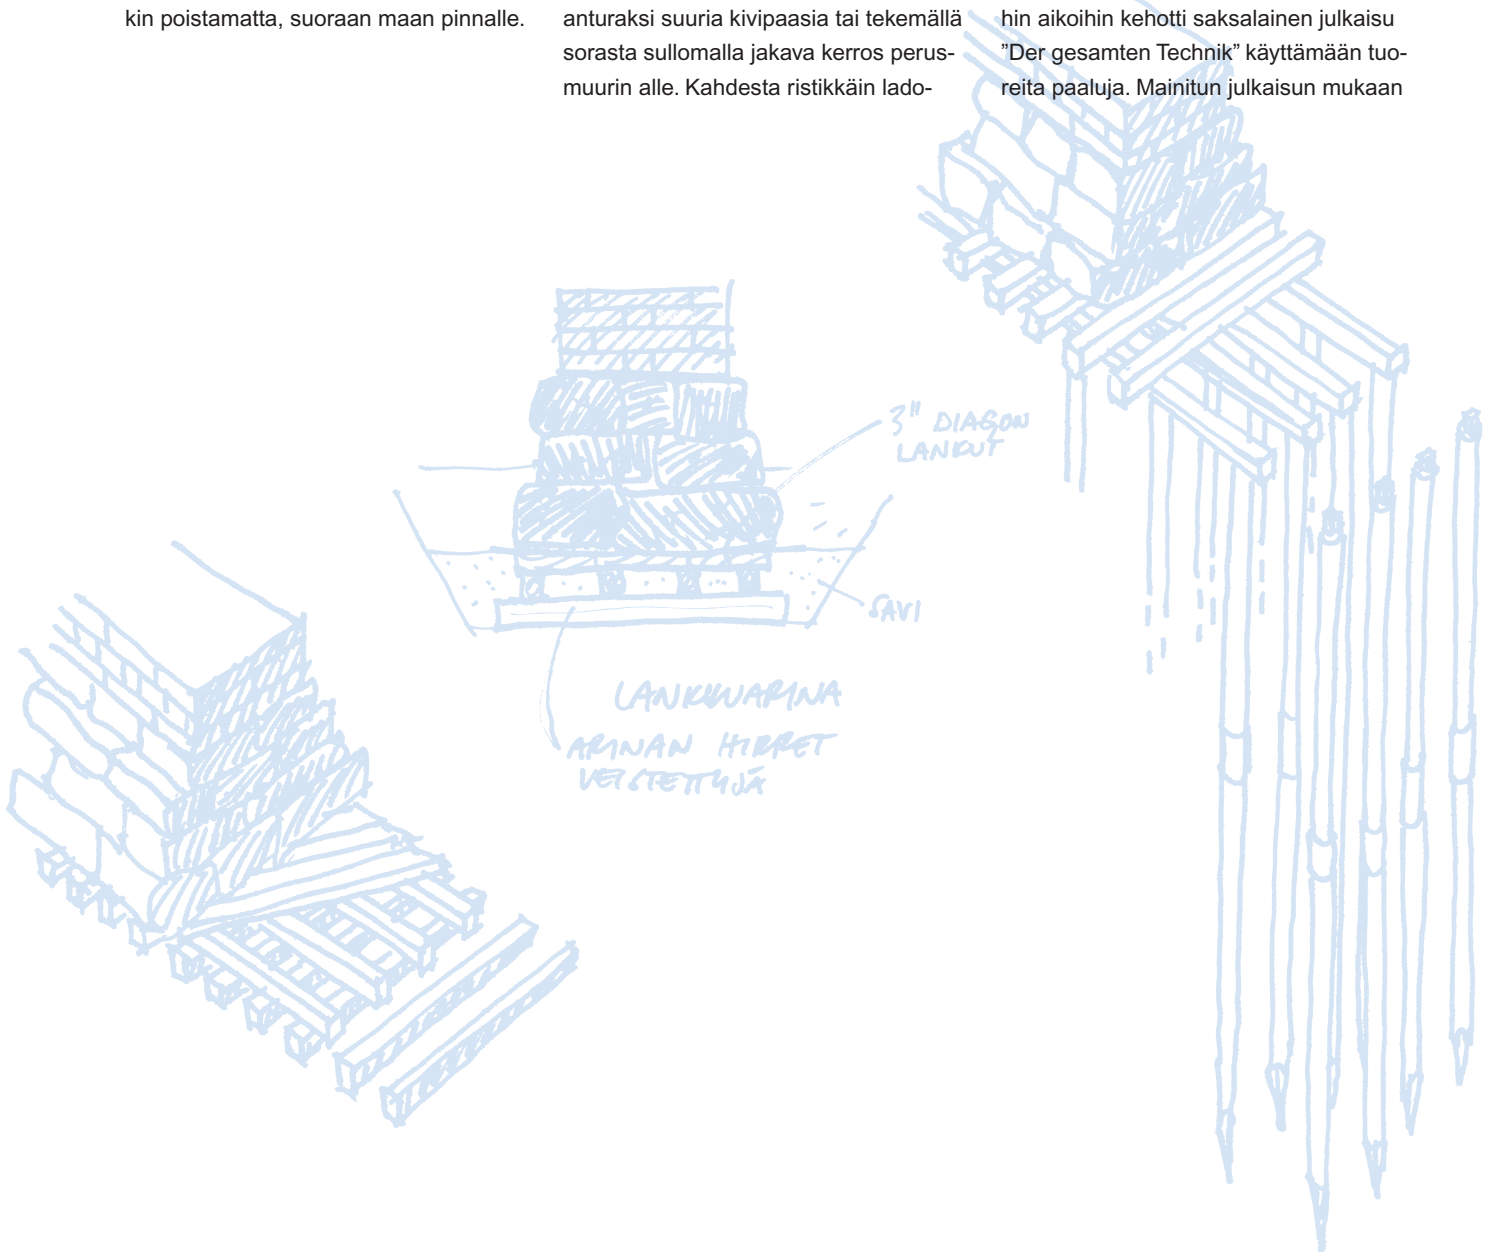 kin poistamatta, suoraan maan pinnalle.
anturaksi suuria kivipaasia tai tekemällä
sorasta sullomalla jakava kerros perus-
muurin alle. Kahdesta ristikkäin lado-
hin aikoihin kehotti saksalainen julkaisu
”Der gesamten Technik” käyttämään tuo-
reita paaluja. Mainitun julkaisun mukaan
3" DIAGON
LANKUT
SAVI
LANKKUARINA
ARINAN HIRRET
VEISTETTYJÄ